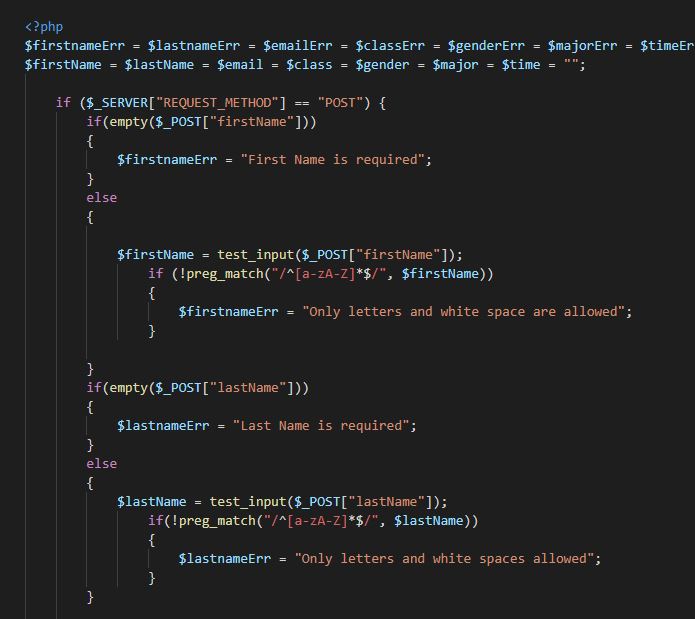 <?php
$firstnameErr = $lastnameErr = $emailErr = $classErr = $genderErr = $majorErr = $timeEr
$firstName = $lastName = $email = $class = $gender = $major = $time = "";
if ($_SERVER["REQUEST_METHOD"] == "POST") {
if(empty($_POST["firstName"]))
{
$firstnameErr = "First Name is required";
}
else
{
$firstName = test_input($_POST["firstName"]);
if (!preg_match("/^[a-zA-Z]*$/", $firstName))
{
$firstnameErr = "Only letters and white space are allowed";
}
}
if(empty($_POST["lastName"]))
{
$lastnameErr = "Last Name is required";
}
else
{
$lastName = test_input($_POST["lastName"]);
if(!preg_match("/^[a-zA-Z]*$/", $lastName))
{
$lastnameErr = "Only letters and white spaces allowed";
}
}